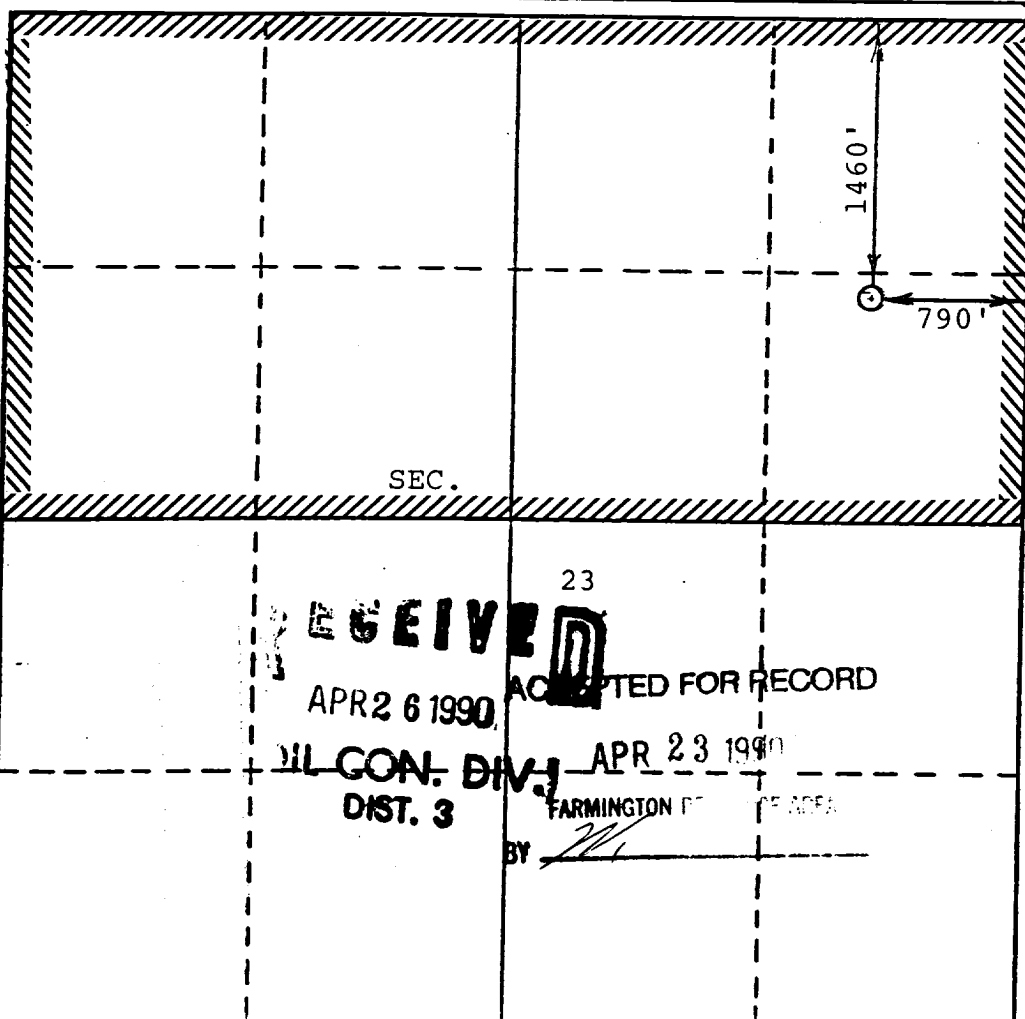 1460'
790'
SEC.
23
RECEIVED
APR 26 1990
OIL CON. DIV.
DIST. 3
ACCEPTED FOR RECORD
APR 23 1990
FARMINGTON
BY